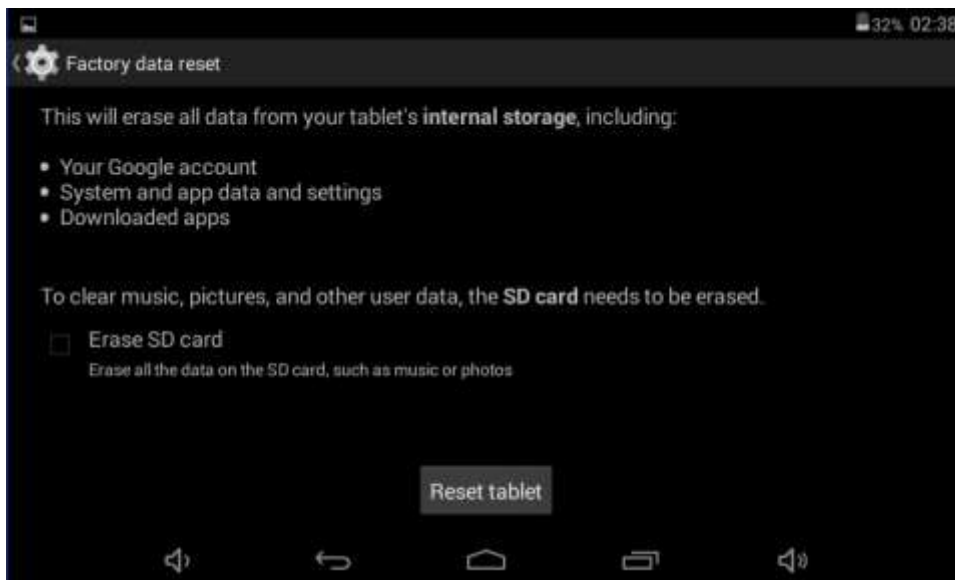 32% 02:38
Factory data reset
This will erase all data from your tablet's internal storage, including:
• Your Google account
• System and app data and settings
• Downloaded apps
To clear music, pictures, and other user data, the SD card needs to be erased.
Erase SD card
Erase all the data on the SD card, such as music or photos
Reset tablet